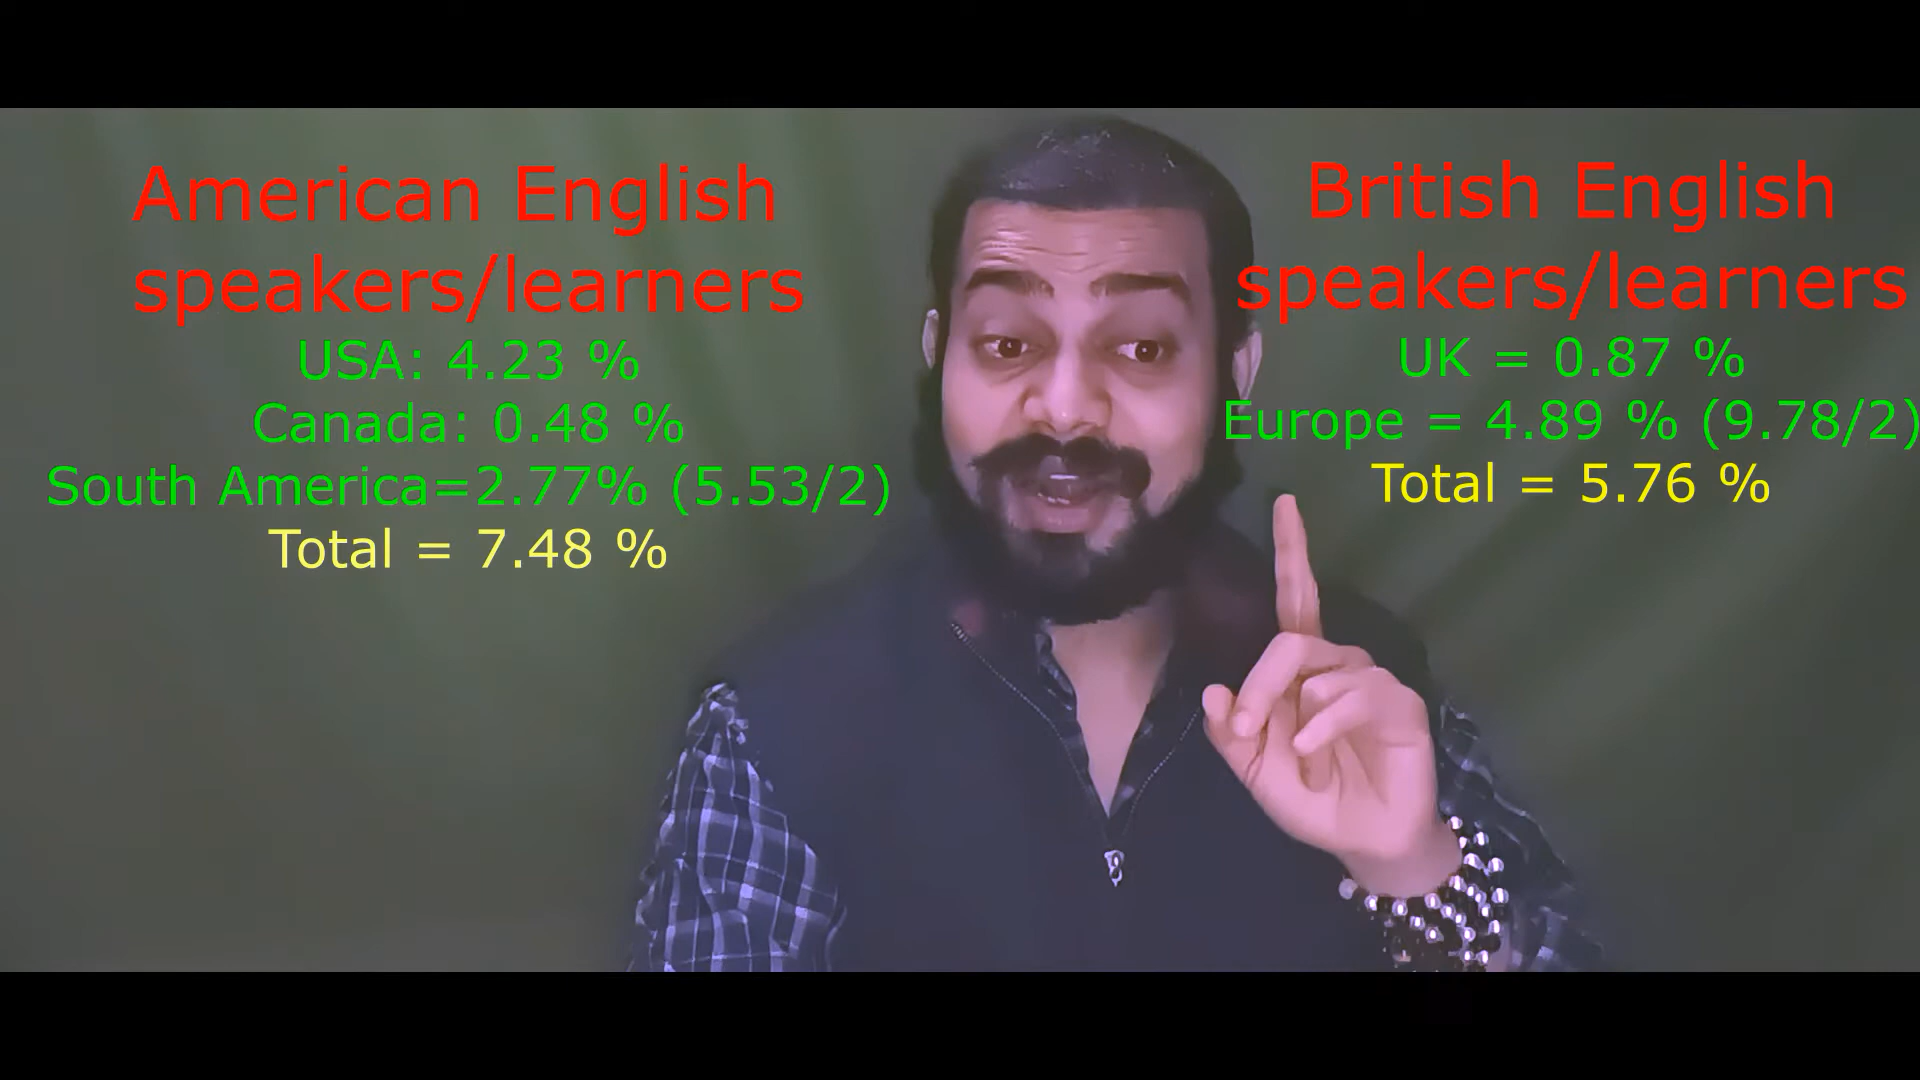 American English
speakers/learners
USA: 4.23 %
Canada: 0.48 %
South America=2.77% (5.53/2)
Total = 7.48 %
British English
speakers/learners
UK = 0.87 %
Europe = 4.89 % (9.78/2)
Total = 5.76 %